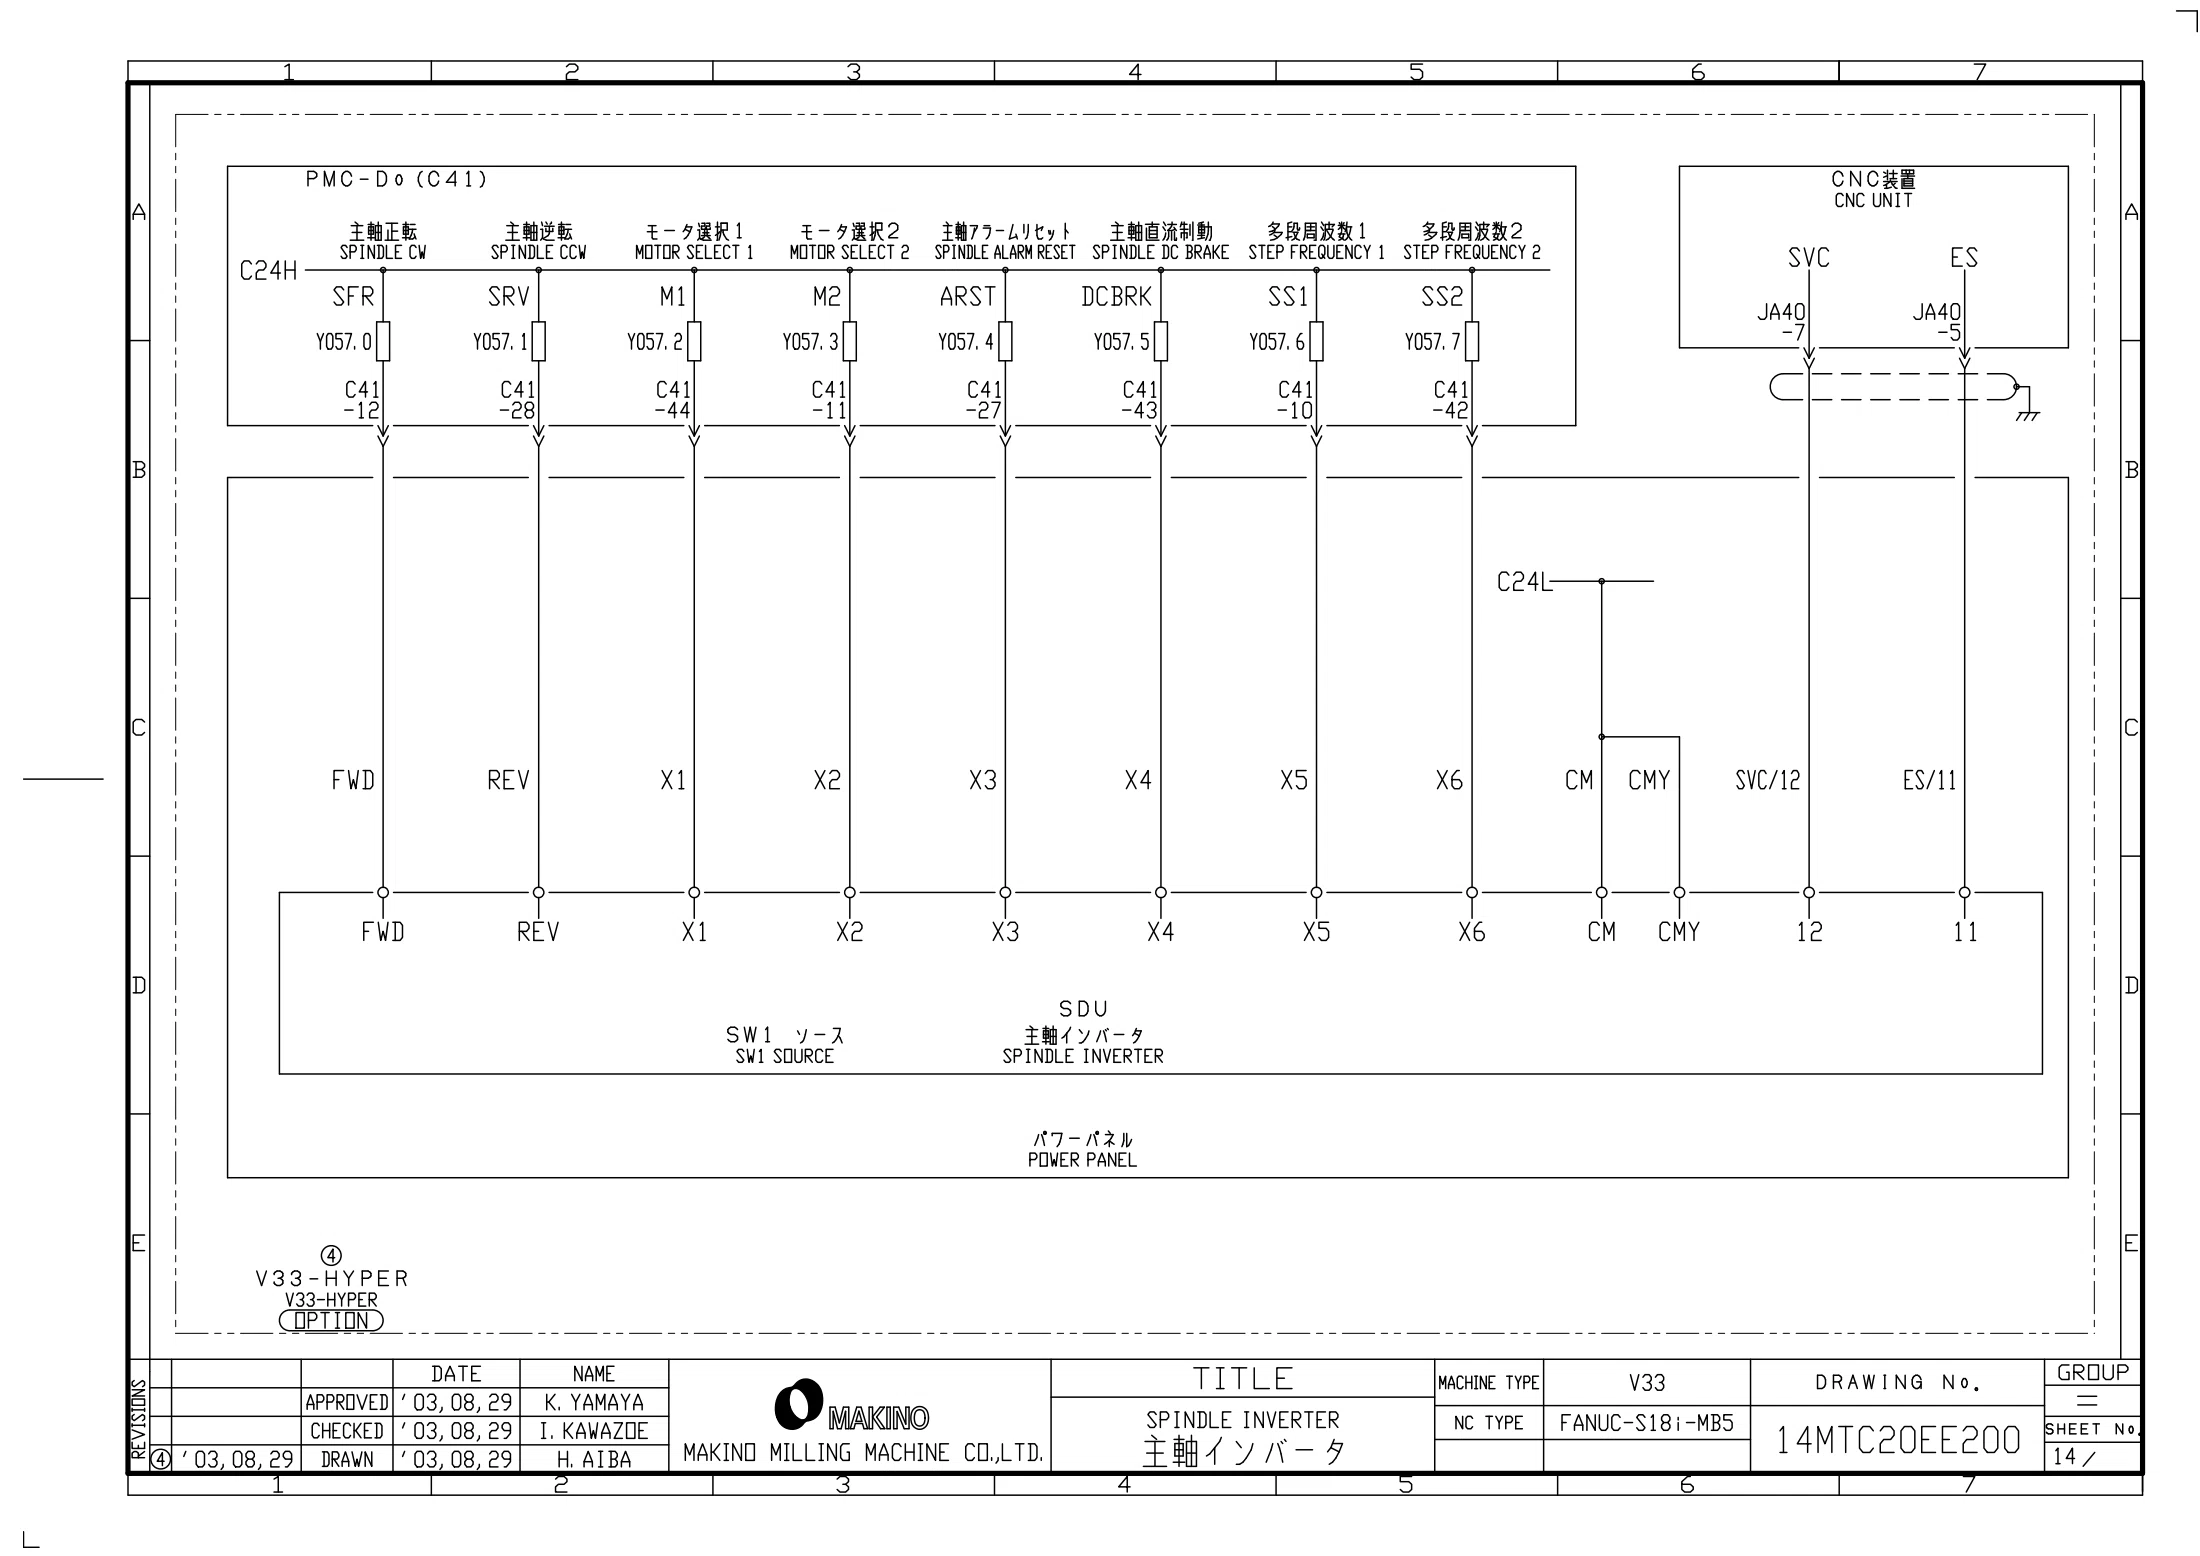 1 2 3 4 5 6 7
A A
PMC-Do(C41)
CNC装置
CNC UNIT
主軸正転 主軸逆転 モータ選択1 モータ選択2 主軸アラームリセット 主軸直流制動 多段周波数1 多段周波数2
SPINDLE CW SPINDLE CCW MOTOR SELECT 1 MOTOR SELECT 2 SPINDLE ALARM RESET SPINDLE DC BRAKE STEP FREQUENCY 1 STEP FREQUENCY 2
SVC ES
C24H
SFR SRV M1 M2 ARST DCBRK SS1 SS2
JA40 JA40
-7 -5
Y057.0 Y057.1 Y057.2 Y057.3 Y057.4 Y057.5 Y057.6 Y057.7
C41 C41 C41 C41 C41 C41 C41 C41
-12 -28 -44 -11 -27 -43 -10 -42
B B
C24L
C C
FWD REV X1 X2 X3 X4 X5 X6 CM CMY SVC/12 ES/11
FWD REV X1 X2 X3 X4 X5 X6 CM CMY 12 11
D D
SDU
SW1 ソース 主軸インバータ
SW1 SOURCE SPINDLE INVERTER
パワーパネル
POWER PANEL
E E
④
V33-HYPER
V33-HYPER
OPTION
REVISIONS
④ '03,08,29
DATE NAME
APPROVED '03,08,29 K. YAMAYA
CHECKED '03,08,29 I. KAWAZOE
DRAWN '03,08,29 H. AIBA
MAKINO
MAKINO MILLING MACHINE CO.,LTD.
TITLE
SPINDLE INVERTER
主軸インバータ
MACHINE TYPE V33
NC TYPE FANUC-S18i-MB5
DRAWING No.
14MTC20EE200
GROUP
=
SHEET No.
14/
1 2 3 4 5 6 7